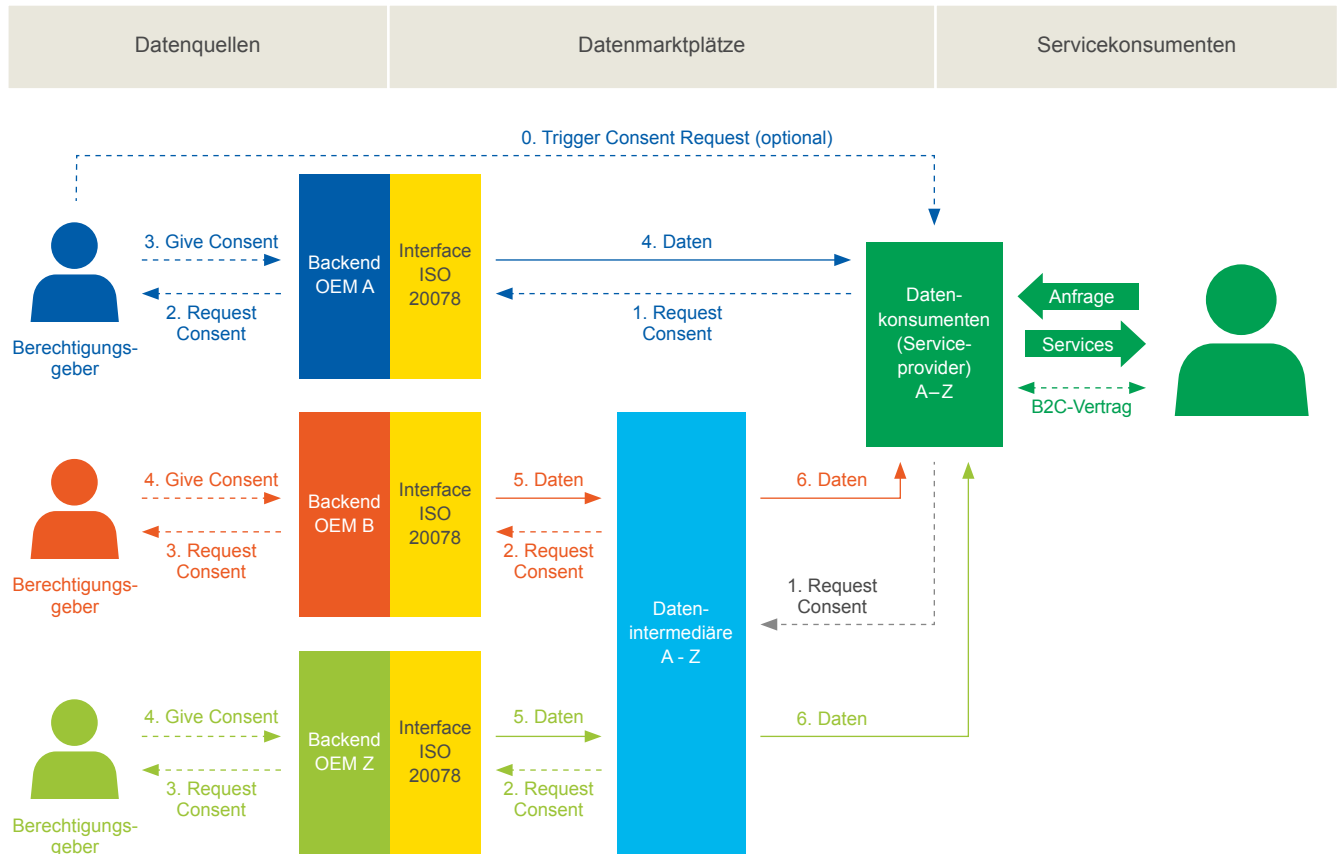 Datenquellen
Datenmarktplätze
Servicekonsumenten
0. Trigger Consent Request (optional)
3. Give Consent
2. Request
Consent
Berechtigungs-
geber
Backend
OEM A
Interface
ISO
20078
4. Daten
1. Request
Consent
Daten-
konsumenten
(Service-
provider)
A–Z
Anfrage
Services
B2C-Vertrag
4. Give Consent
3. Request
Consent
Berechtigungs-
geber
Backend
OEM B
Interface
ISO
20078
5. Daten
2. Request
Consent
Daten-
intermediäre
A - Z
6. Daten
1. Request
Consent
4. Give Consent
3. Request
Consent
Berechtigungs-
geber
Backend
OEM Z
Interface
ISO
20078
5. Daten
2. Request
Consent
6. Daten